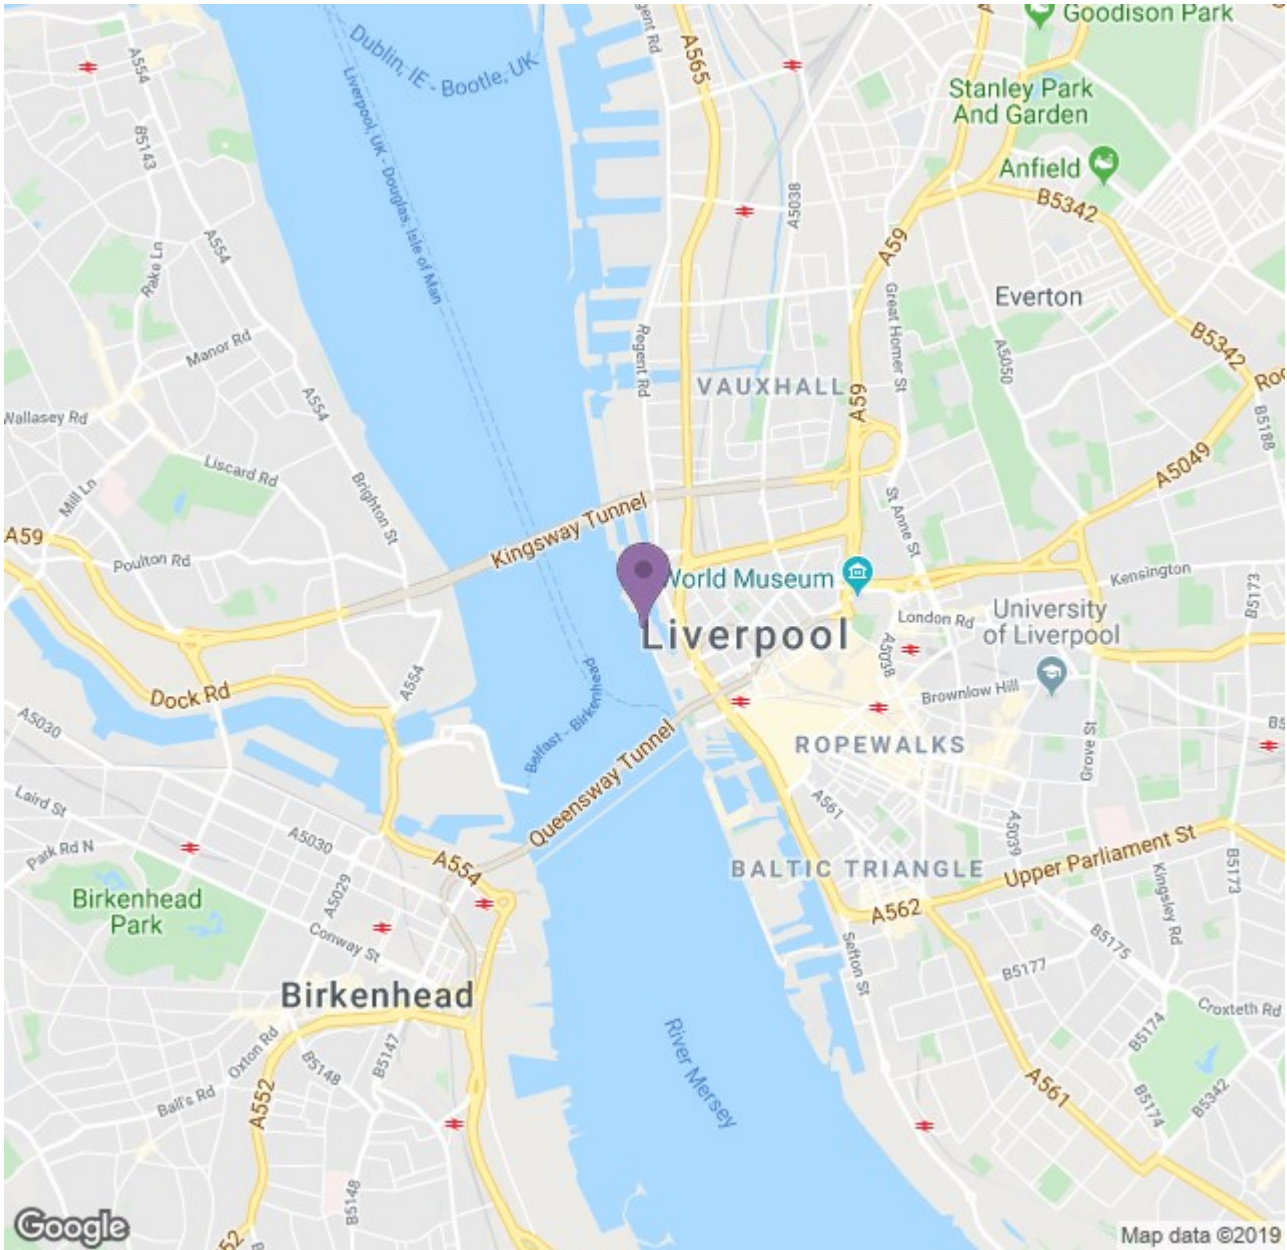 Goodison Park
Dublin, IE - Bootle, UK
Regent Rd
A565
A554
Stanley Park
And Garden
Liverpool, UK - Douglas, Isle of Man
B5143
Anfield
A5038
B5342
A59
A554
Rake Ln
Everton
Great Homer St
Manor Rd
Regent Rd
A5050
B5342
VAUXHALL
A59
A554
Wallasey Rd
B5188
Liscard Rd
A5049
Mill Ln
Brighton St
St Anne St
Kingsway Tunnel
A59
Poulton Rd
World Museum
Kensington
B5173
London Rd
University
of Liverpool
Liverpool
A5038
Dock Rd
A554
Belfast - Birkenhead
Brownlow Hill
A5030
Grove St
Queensway Tunnel
ROPEWALKS
Laird St
A561
A5030
A5039
Park Rd N
A554
BALTIC TRIANGLE
Upper Parliament St
B5173
Birkenhead
Park
A5029
Kingsley Rd
A562
Conway St
Sefton St
B5175
B5177
Birkenhead
Croxteth Rd
Oxton Rd
B5147
B5148
River Mersey
B5174
A561
A552
Ball's Rd
B5174
B5342
B5148
Google
Map data ©2019